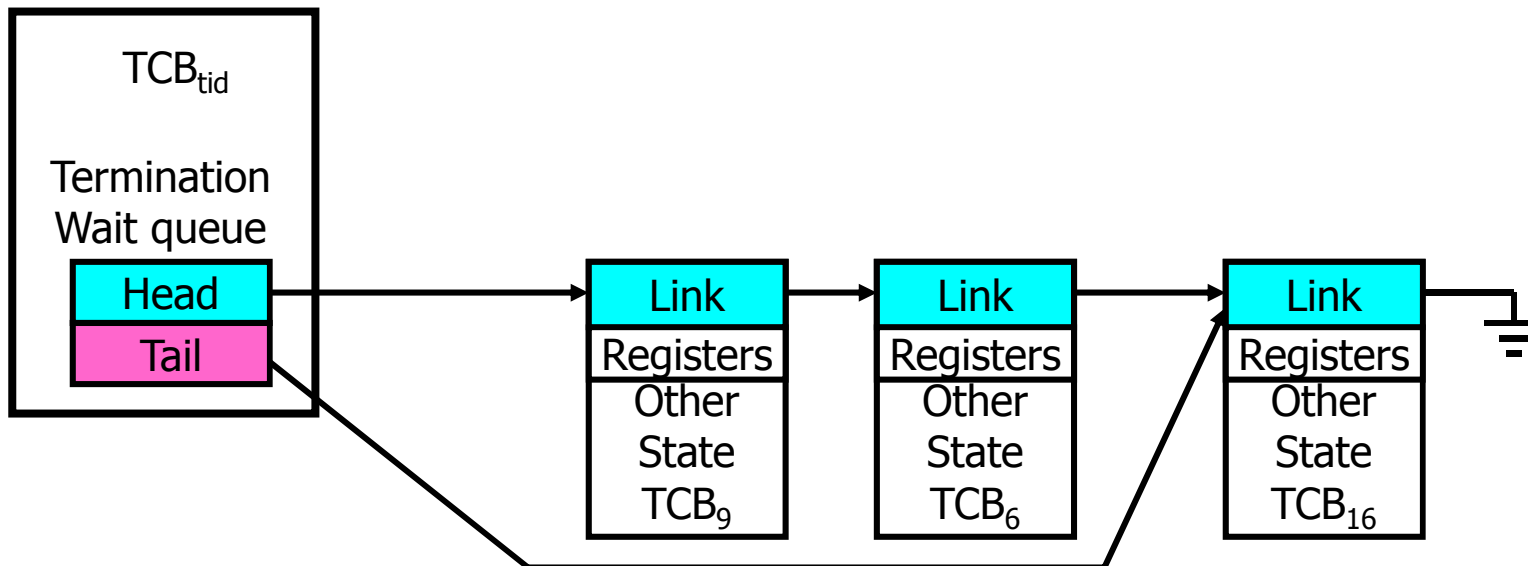 TCBtid
Termination
Wait queue
Head
Tail
Link
Registers
Other
State
TCB9
Link
Registers
Other
State
TCB6
Link
Registers
Other
State
TCB16